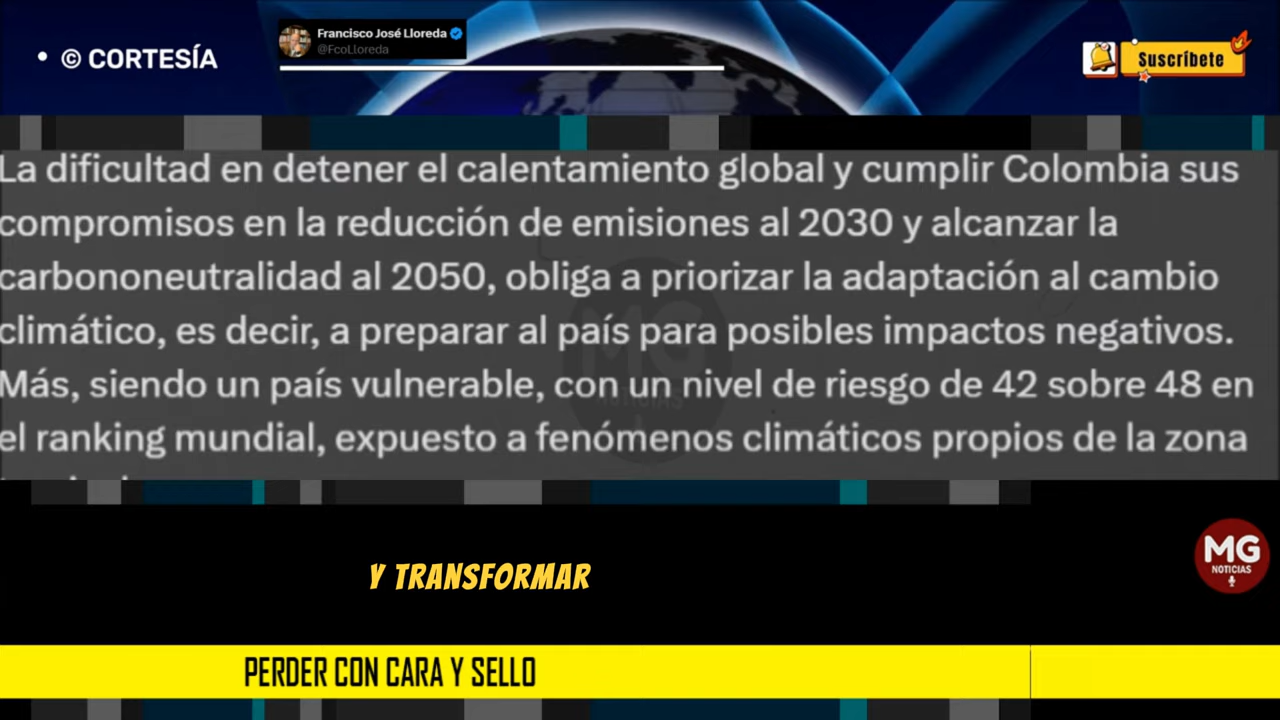 • © CORTESÍA
Francisco José Lloreda
@FcoLloreda
Suscríbete
La dificultad en detener el calentamiento global y cumplir Colombia sus
compromisos en la reducción de emisiones al 2030 y alcanzar la
carbononeutralidad al 2050, obliga a priorizar la adaptación al cambio
climático, es decir, a preparar al país para posibles impactos negativos.
Más, siendo un país vulnerable, con un nivel de riesgo de 42 sobre 48 en
el ranking mundial, expuesto a fenómenos climáticos propios de la zona
Y TRANSFORMAR
MG
NOTICIAS
PERDER CON CARA Y SELLO